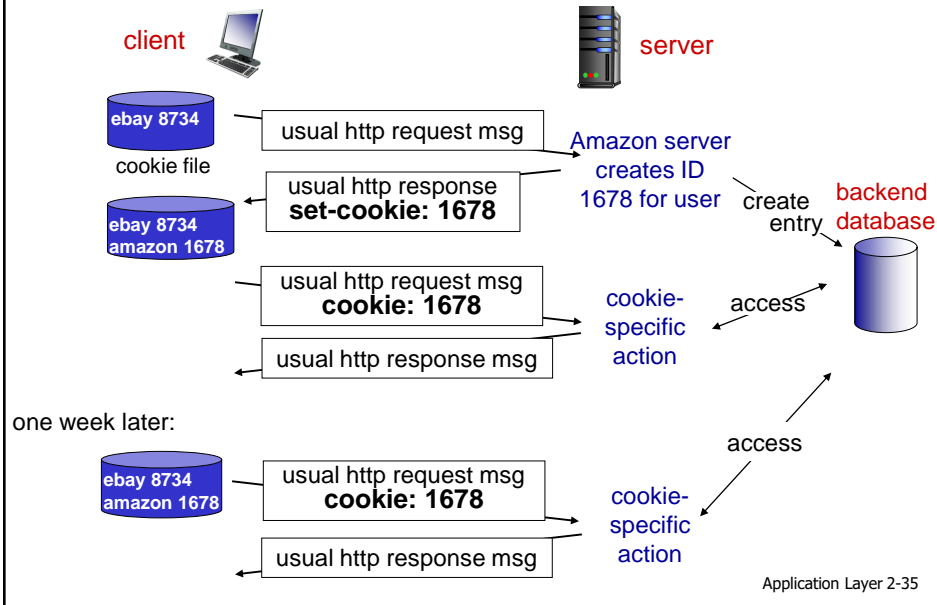 client
server
ebay 8734
cookie file
usual http request msg
Amazon server
creates ID
1678 for user
usual http response
set-cookie: 1678
ebay 8734
amazon 1678
create
entry
backend
database
usual http request msg
cookie: 1678
cookie-
specific
action
access
usual http response msg
one week later:
access
ebay 8734
amazon 1678
usual http request msg
cookie: 1678
cookie-
specific
action
usual http response msg
Application Layer 2-35